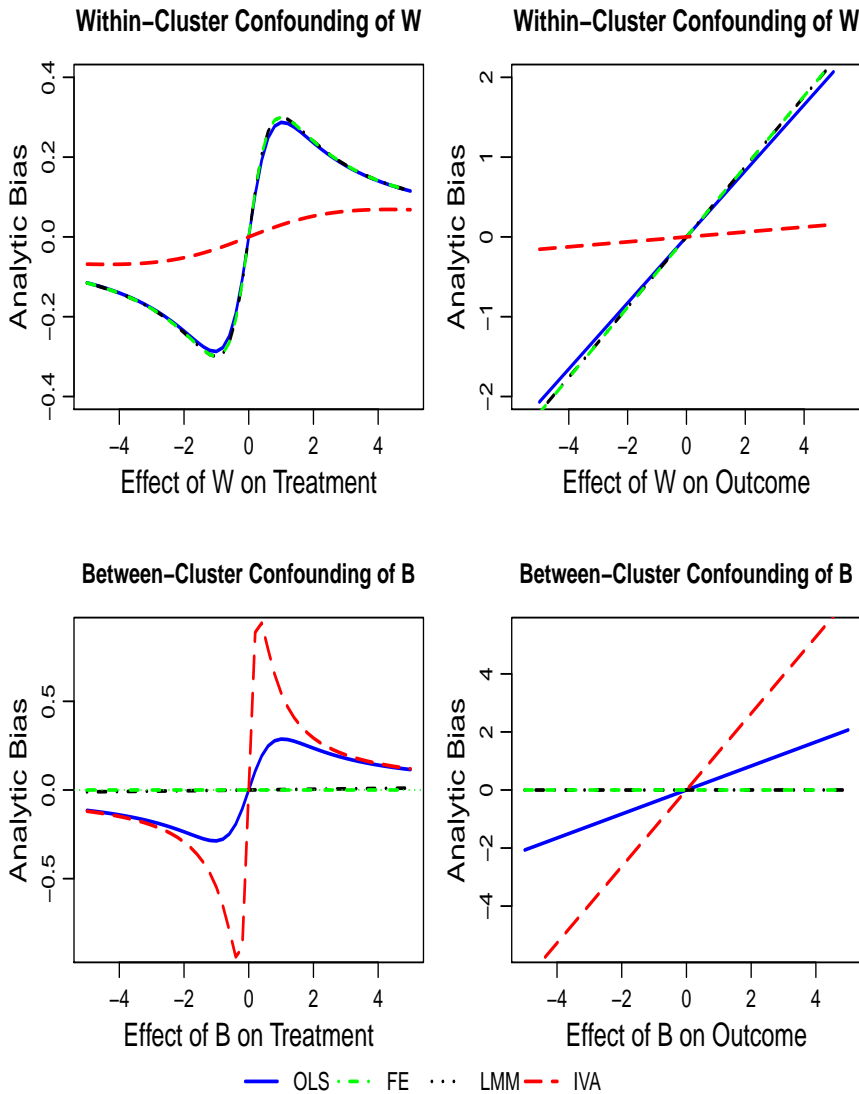 Within−Cluster Confounding of W
Analytic Bias
0.4
0.2
0.0
−0.2
−0.4
−4 −2 0 2 4
Effect of W on Treatment
Within−Cluster Confounding of W
Analytic Bias
2
1
0
−1
−2
−4 −2 0 2 4
Effect of W on Outcome
Between−Cluster Confounding of B
Analytic Bias
0.5
0.0
−0.5
−4 −2 0 2 4
Effect of B on Treatment
Between−Cluster Confounding of B
Analytic Bias
4
2
0
−2
−4
−4 −2 0 2 4
Effect of B on Outcome
OLS FE LMM IVA